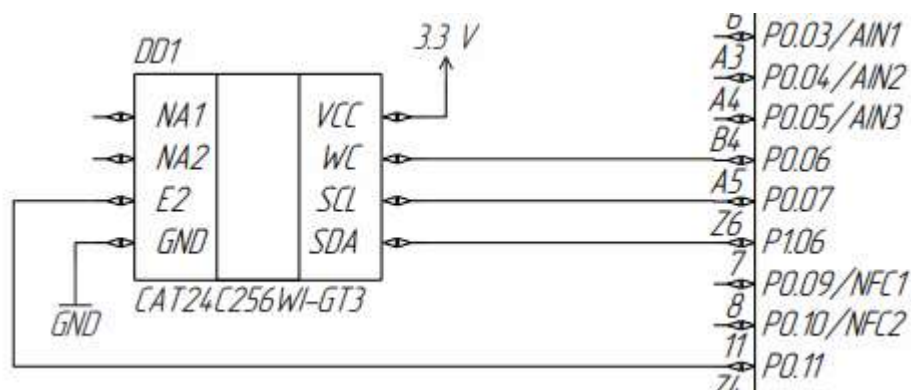 DD1
3.3 V
NA1
NA2
E2
GND
VCC
WC
SCL
SDA
CAT24C256WI-GT3
GND
6 P0.03/AIN1
A3 P0.04/AIN2
A4 P0.05/AIN3
B4 P0.06
A5 P0.07
Z6 P1.06
7 P0.09/NFC1
8 P0.10/NFC2
11 P0.11
Z4